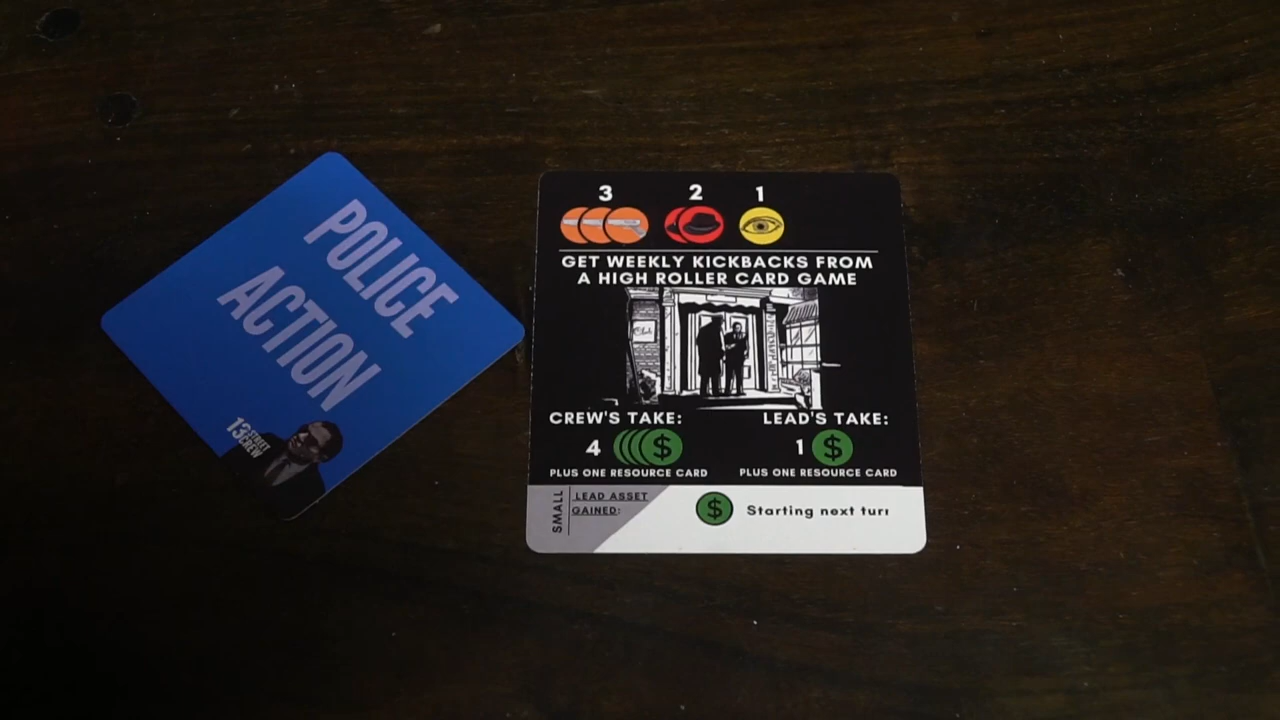 POLICE
ACTION
13 STREET
CREW
3 2 1
GET WEEKLY KICKBACKS FROM
A HIGH ROLLER CARD GAME
CREW'S TAKE: LEAD'S TAKE:
4 $ 1 $
PLUS ONE RESOURCE CARD PLUS ONE RESOURCE CARD
SMALL
LEAD ASSET
GAINED:
$ Starting next turn